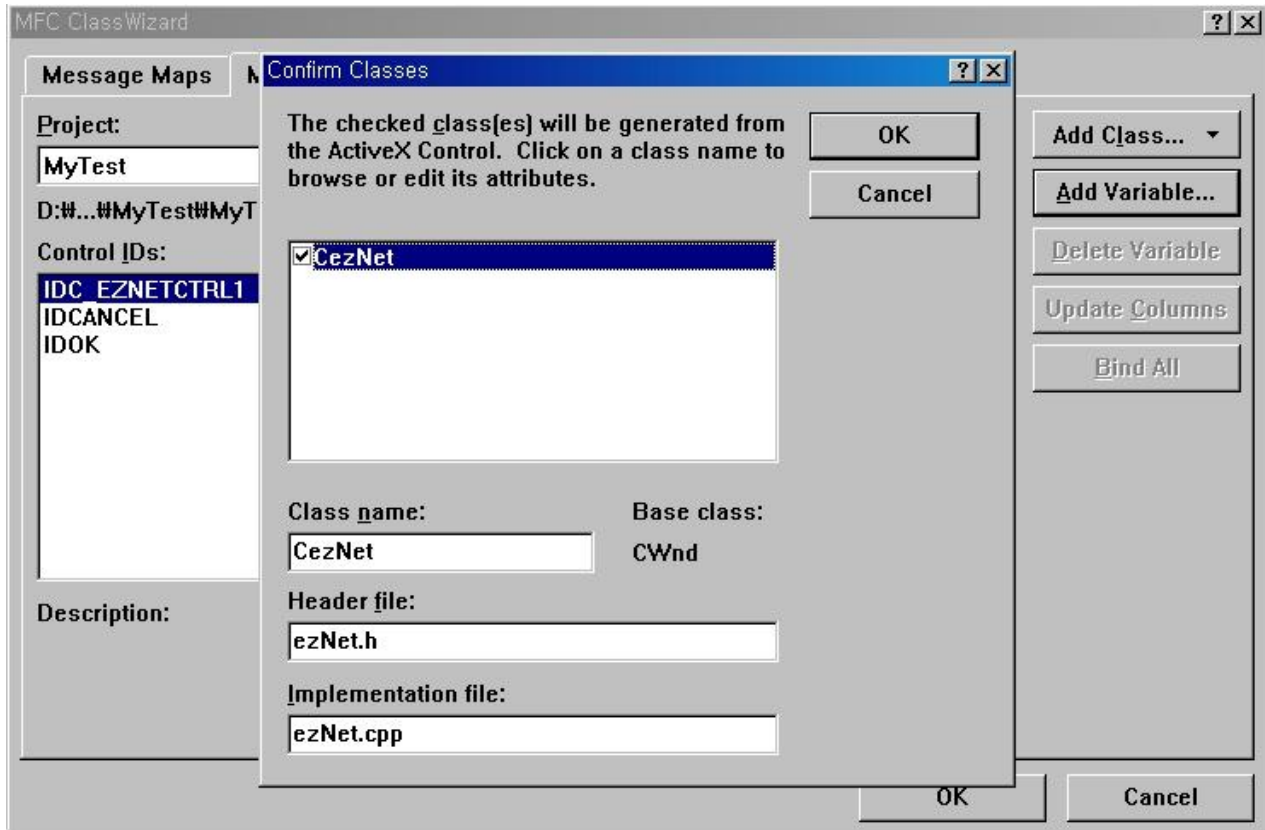 MFC ClassWizard
Message Maps
Project:
MyTest
D:₩...₩MyTest₩MyT
Control IDs:
IDC_EZNETCTRL1
IDCANCEL
IDOK
Description:
Confirm Classes
The checked class(es) will be generated from
the ActiveX Control. Click on a class name to
browse or edit its attributes.
OK
Cancel
CezNet
Class name:
Base class:
CezNet
CWnd
Header file:
ezNet.h
Implementation file:
ezNet.cpp
Add Class...
Add Variable...
Delete Variable
Update Columns
Bind All
OK
Cancel